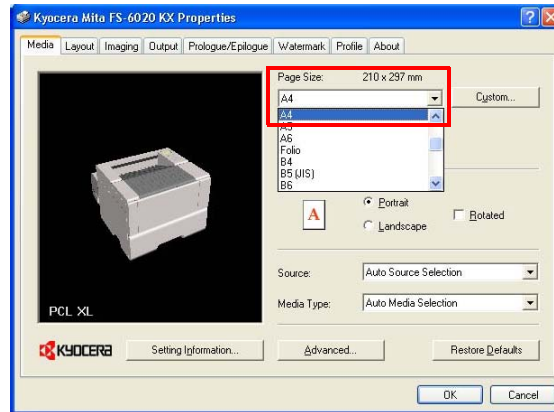 Kyocera Mita FS-6020 KX Properties
Media Layout Imaging Output Prologue/Epilogue Watermark Profile About
Page Size: 210 x 297 mm
A4 Custom...
A4
A5
A6
Folio
B4
B5 (JIS)
B6
A Portrait
Landscape Rotated
Source: Auto Source Selection
Media Type: Auto Media Selection
PCL XL
KYOCERA Setting Information... Advanced... Restore Defaults
OK Cancel